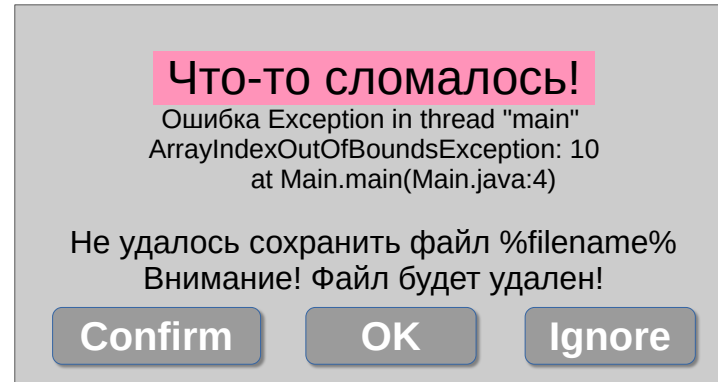 Что-то сломалось!
Ошибка Exception in thread "main"
ArrayIndexOutOfBoundsException: 10
at Main.main(Main.java:4)
Не удалось сохранить файл %filename%
Внимание! Файл будет удален!
Confirm OK Ignore